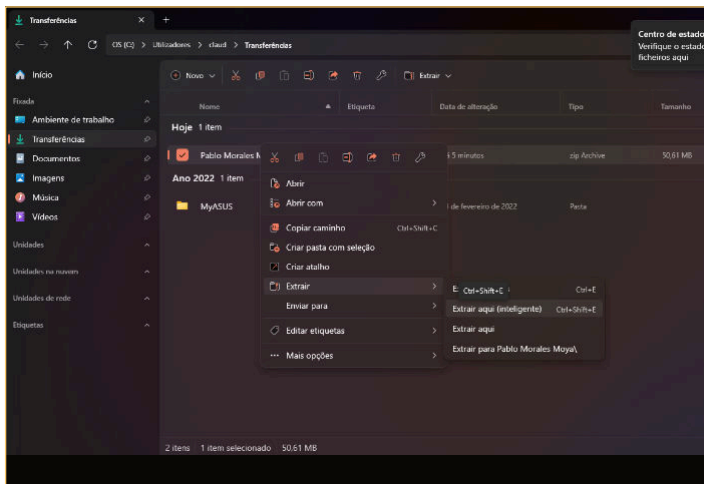 Transferências
OS (C:) > Utilizadores > claud > Transferências
Centro de estado
Verifique o estado
ficheiros aqui
Início
Novo
Extrair
Fixada
Ambiente de trabalho
Transferências
Documentos
Imagens
Música
Vídeos
Unidades
Unidades na nuvem
Unidades de rede
Etiquetas
Nome Etiqueta Data de alteração Tipo Tamanho
Hoje 1 item
Pablo Morales 5 minutos zip Archive 50,61 MB
Ano 2022 1 item
MyASUS de fevereiro de 2022 Pasta
Abrir
Abrir com
Copiar caminho Ctrl+Shift+C
Criar pasta com seleção
Criar atalho
Extrair
Enviar para
Editar etiquetas
Mais opções
Ctrl+Shift+E Ctrl+E
Extrair aqui (inteligente) Ctrl+Shift+E
Extrair aqui
Extrair para Pablo Morales Moya\
2 itens 1 item selecionado 50,61 MB